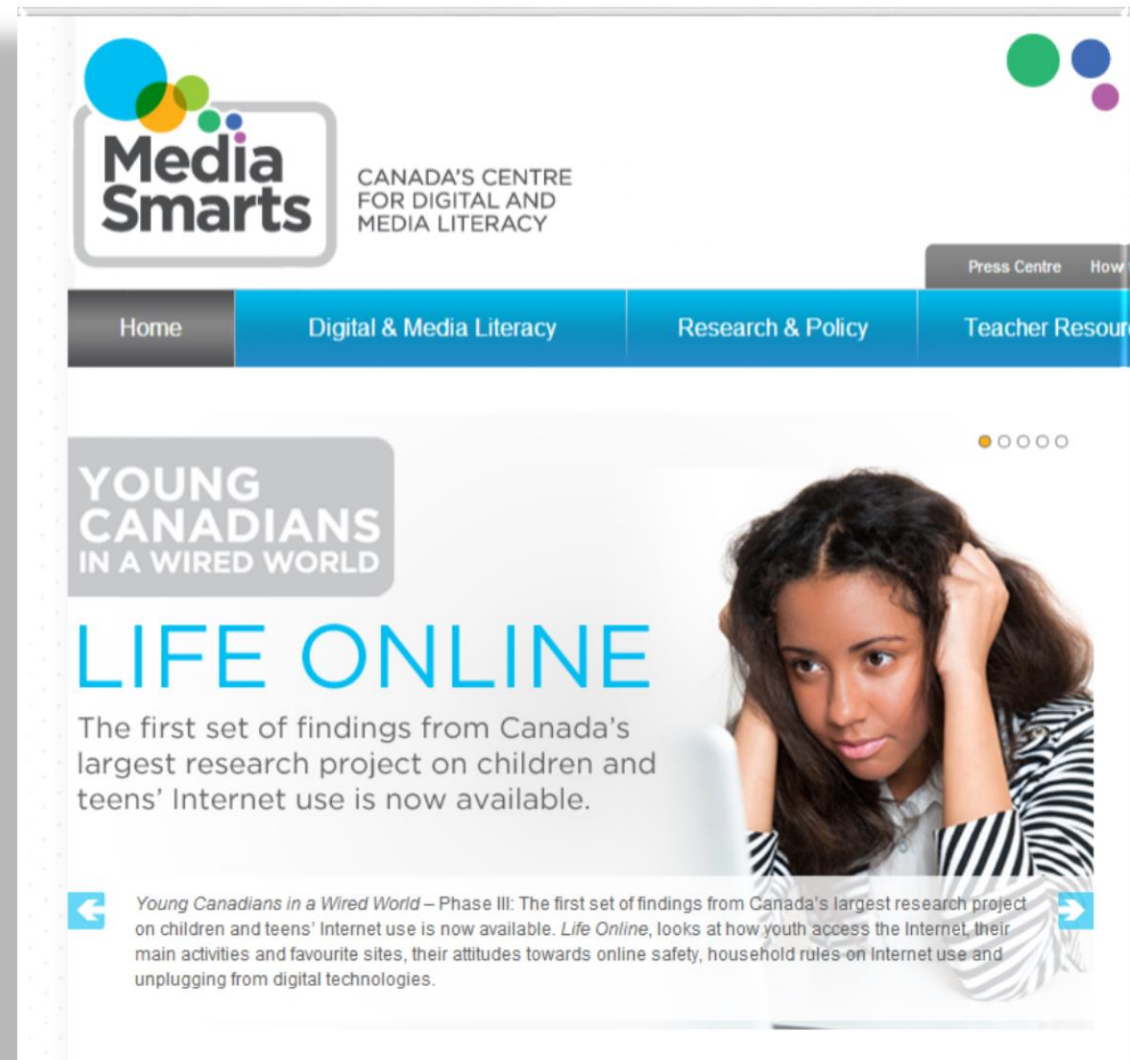 Media
Smarts
CANADA'S CENTRE
FOR DIGITAL AND
MEDIA LITERACY
Press Centre How
Home Digital & Media Literacy Research & Policy Teacher
YOUNG
CANADIANS
IN A WIRED WORLD
LIFE ONLINE
The first set of findings from Canada's
largest research project on children and
teens' Internet use is now available.
Young Canadians in a Wired World – Phase III: The first set of findings from Canada's largest research project
on children and teens' Internet use is now available. Life Online, looks at how youth access the Internet, their
main activities and favourite sites, their attitudes towards online safety, household rules on Internet use and
unplugging from digital technologies.